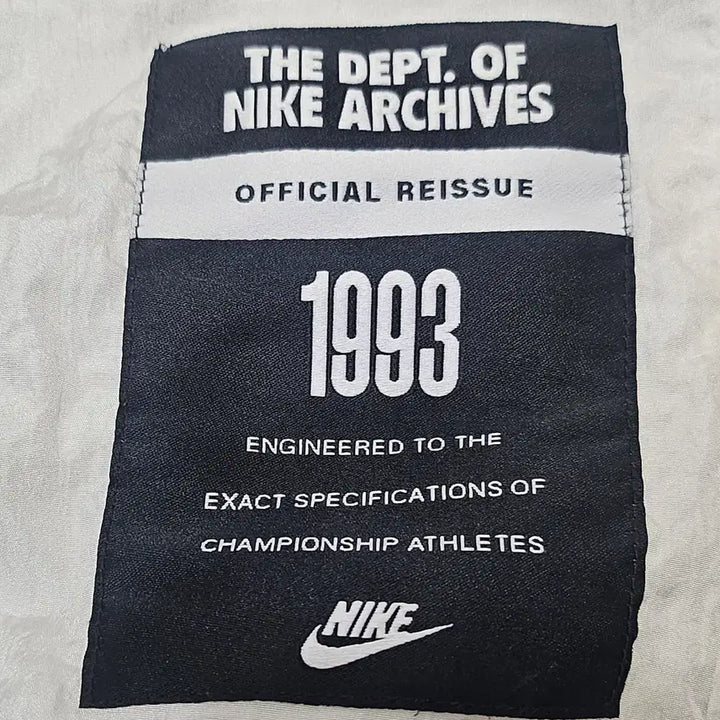 THE DEPT. OF
NIKE ARCHIVES
OFFICIAL REISSUE
1993
ENGINEERED TO THE
EXACT SPECIFICATIONS OF
CHAMPIONSHIP ATHLETES
NIKE